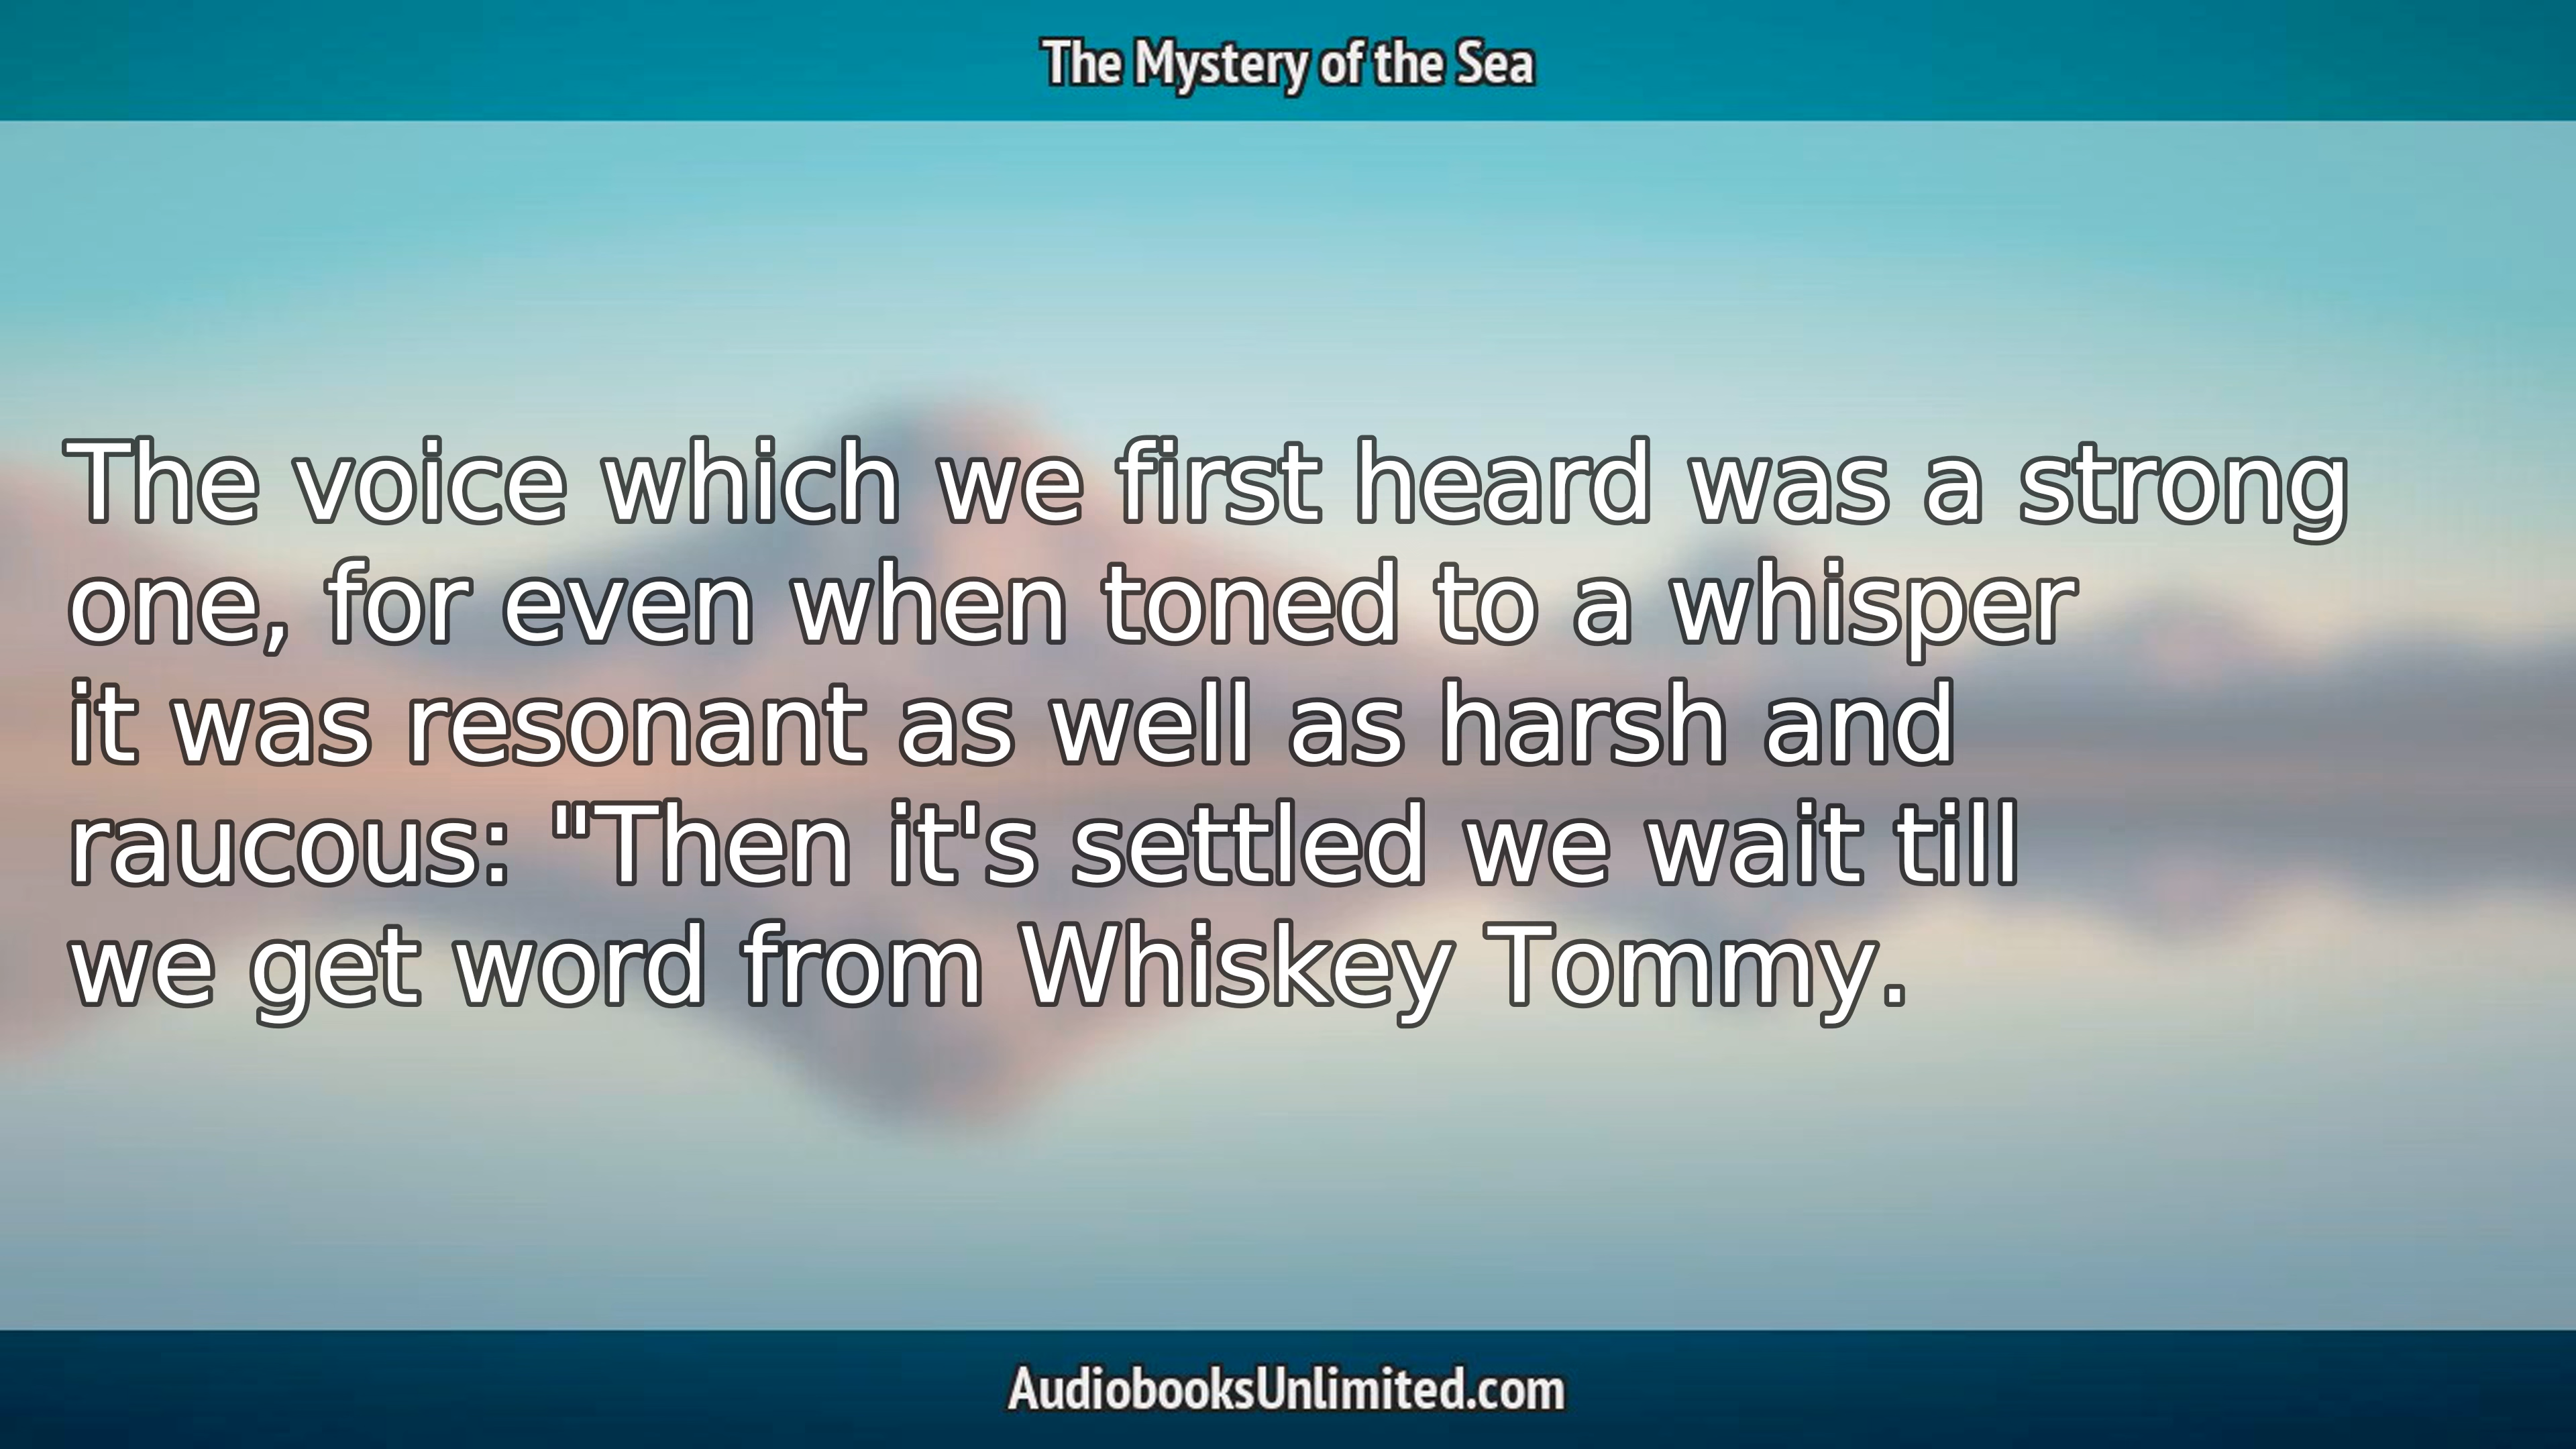 The Mystery of the Sea
The voice which we first heard was a strong
one, for even when toned to a whisper
it was resonant as well as harsh and
raucous: "Then it's settled we wait till
we get word from Whiskey Tommy.
AudiobooksUnlimited.com